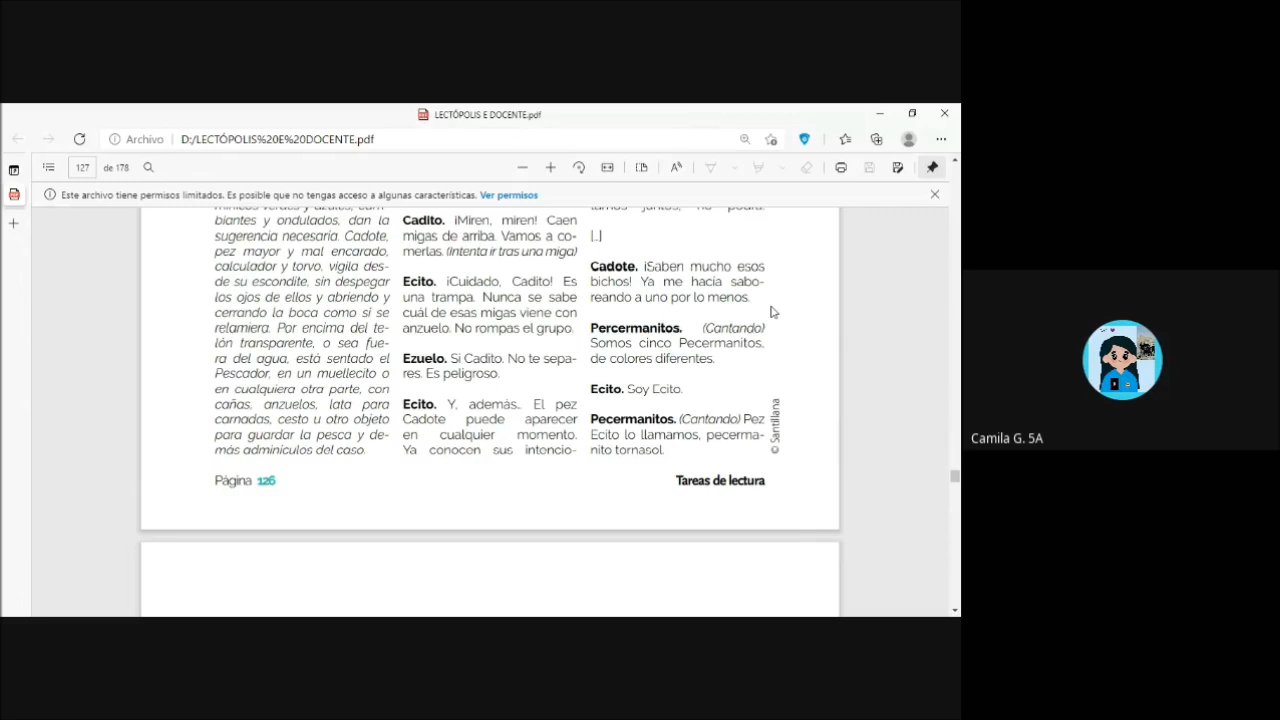 LECTÓPOLIS E DOCENTE.pdf
Archivo D:/LECTÓPOLIS%20E%20DOCENTE.pdf
127 de 178
Este archivo tiene permisos limitados. Es posible que no tengas acceso a algunas características. Ver permisos
biantes y ondulados, dan la
sugerencia necesaria. Cadote,
pez mayor y mal encarado,
calculador y torvo, vigila des-
de su escondite, sin despegar
los ojos de ellos y abriendo y
cerrando la boca como si se
relamiera. Por encima del te-
lón transparente, o sea fue-
ra del agua, está sentado el
Pescador, en un muellecito o
en cualquiera otra parte, con
cañas, anzuelos, lata para
carnadas, cesto u otro objeto
para guardar la pesca y de-
más adminículos del caso.
Cadito. ¡Miren, miren! Caen
migas de arriba. Vamos a co-
merlas. (Intenta ir tras una miga)
Ecito. ¡Cuidado, Cadito! Es
una trampa. Nunca se sabe
cuál de esas migas viene con
anzuelo. No rompas el grupo.
Ezuelo. Si Cadito. No te sepa-
res. Es peligroso.
Ecito. Y, además... El pez
Cadote puede aparecer
en cualquier momento.
Ya conocen sus intencio-
lamos juntos, no podrá.
[...]
Cadote. ¡Saben mucho esos
bichos! Ya me hacía sabo-
reando a uno por lo menos.
Percermanitos. (Cantando)
Somos cinco Pecermanitos,
de colores diferentes.
Ecito. Soy Ecito.
Pecermanitos. (Cantando) Pez
Ecito lo llamamos, pecerma-
nito tornasol.
© Santillana
Página 126
Tareas de lectura
Camila G. 5A